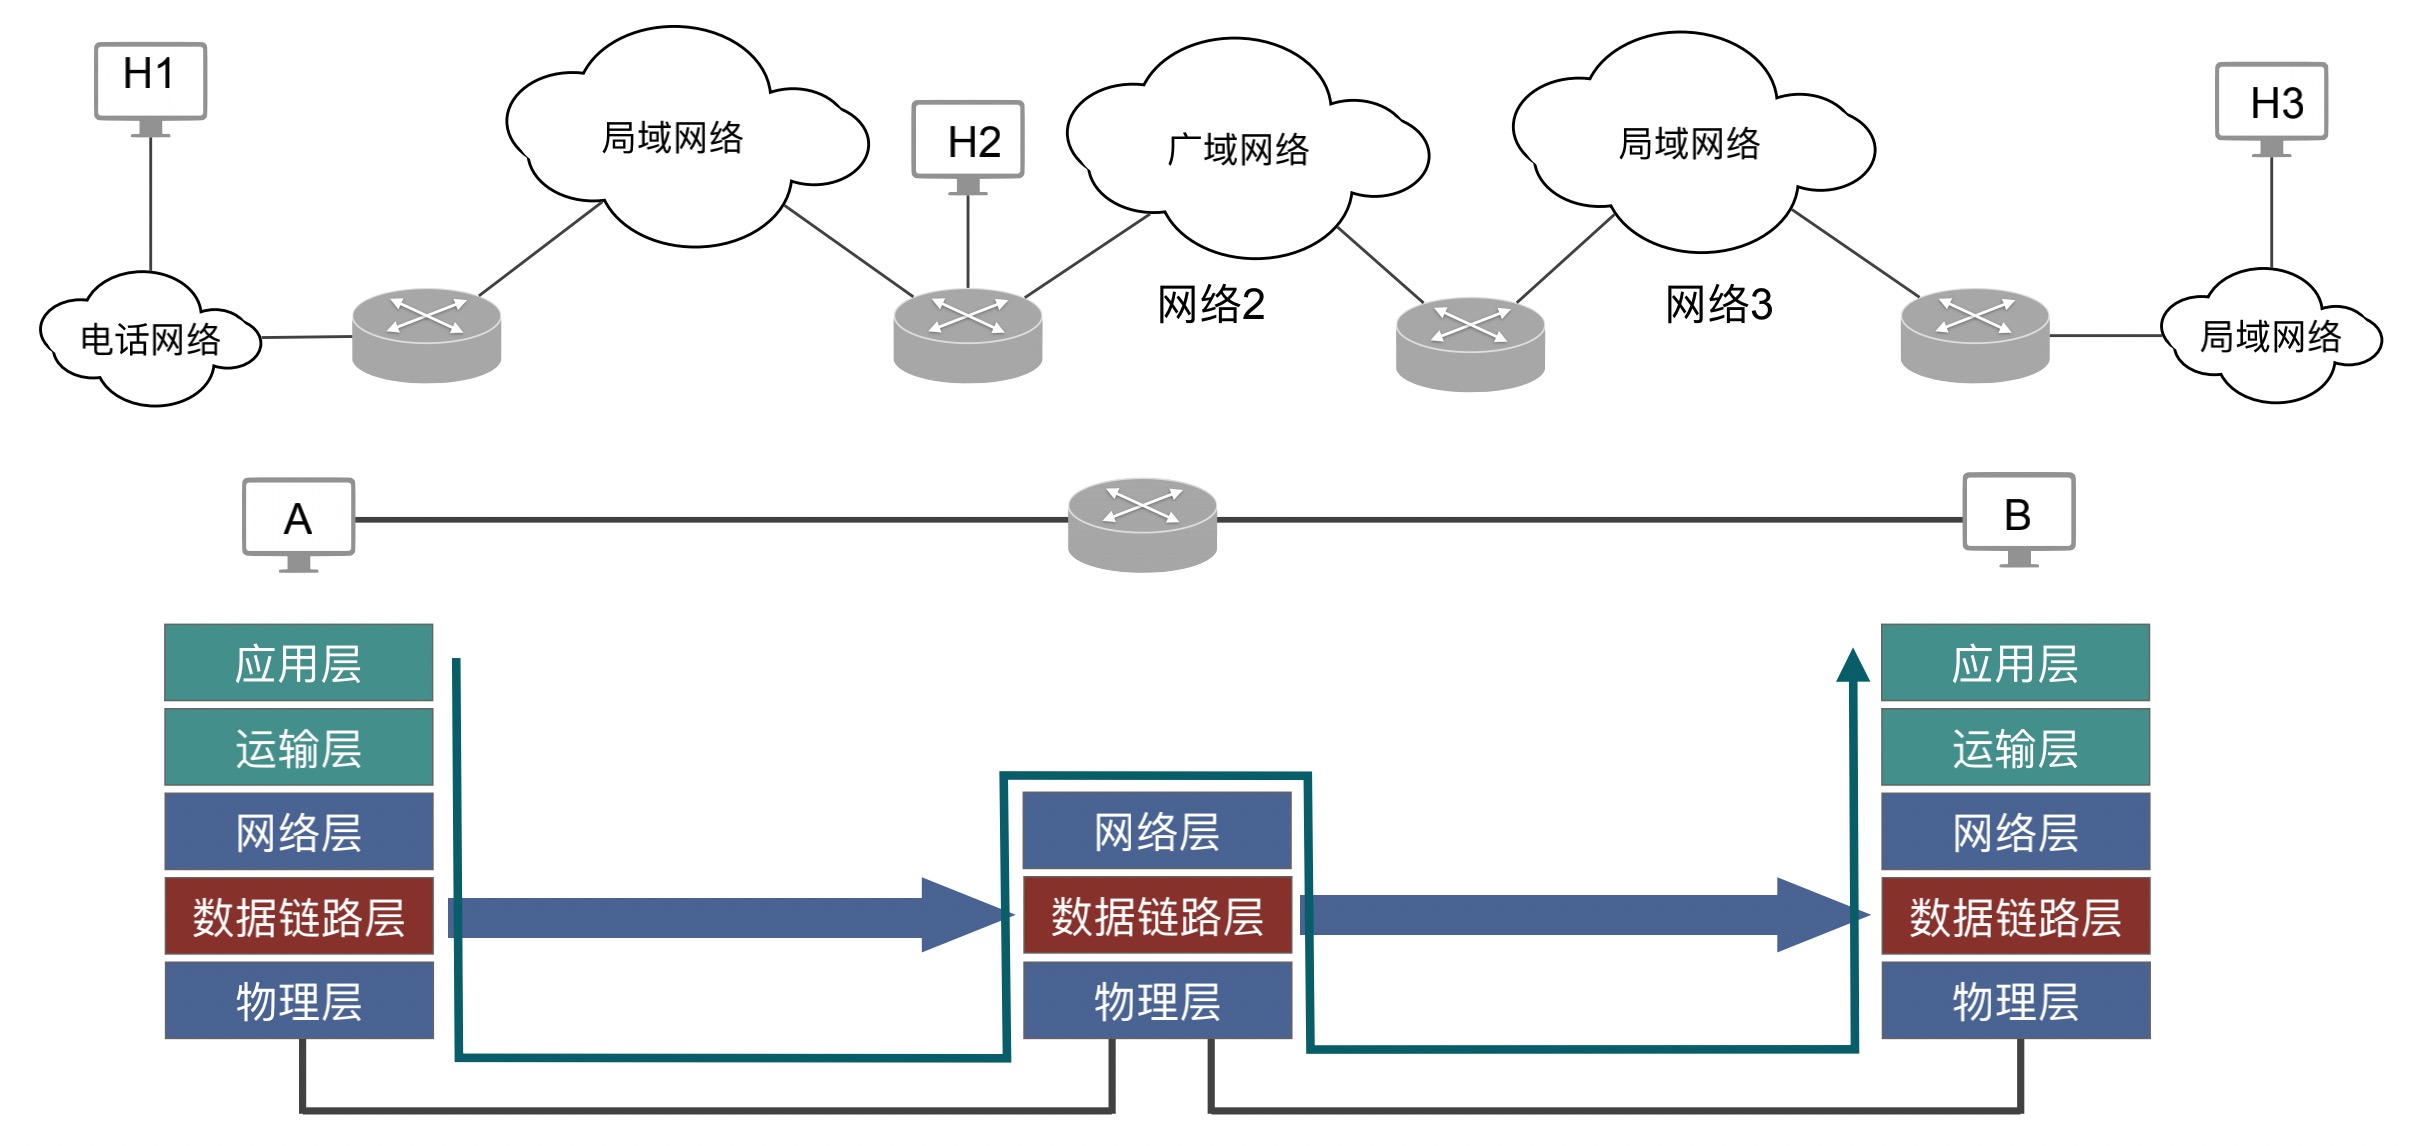 H1
局域网络
H2
广域网络
局域网络
H3
网络2
网络3
电话网络
局域网络
A
B
应用层
运输层
网络层
数据链路层
物理层
网络层
数据链路层
物理层
应用层
运输层
网络层
数据链路层
物理层